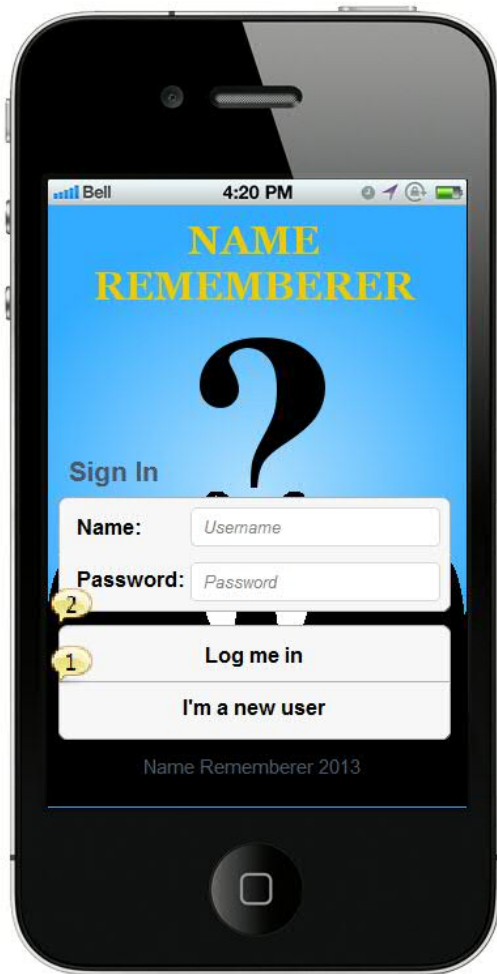 Bell 4:20 PM
NAME
REMEMBERER
?
Sign In
Name: Username
Password: Password
2
1 Log me in
I'm a new user
Name Rememberer 2013